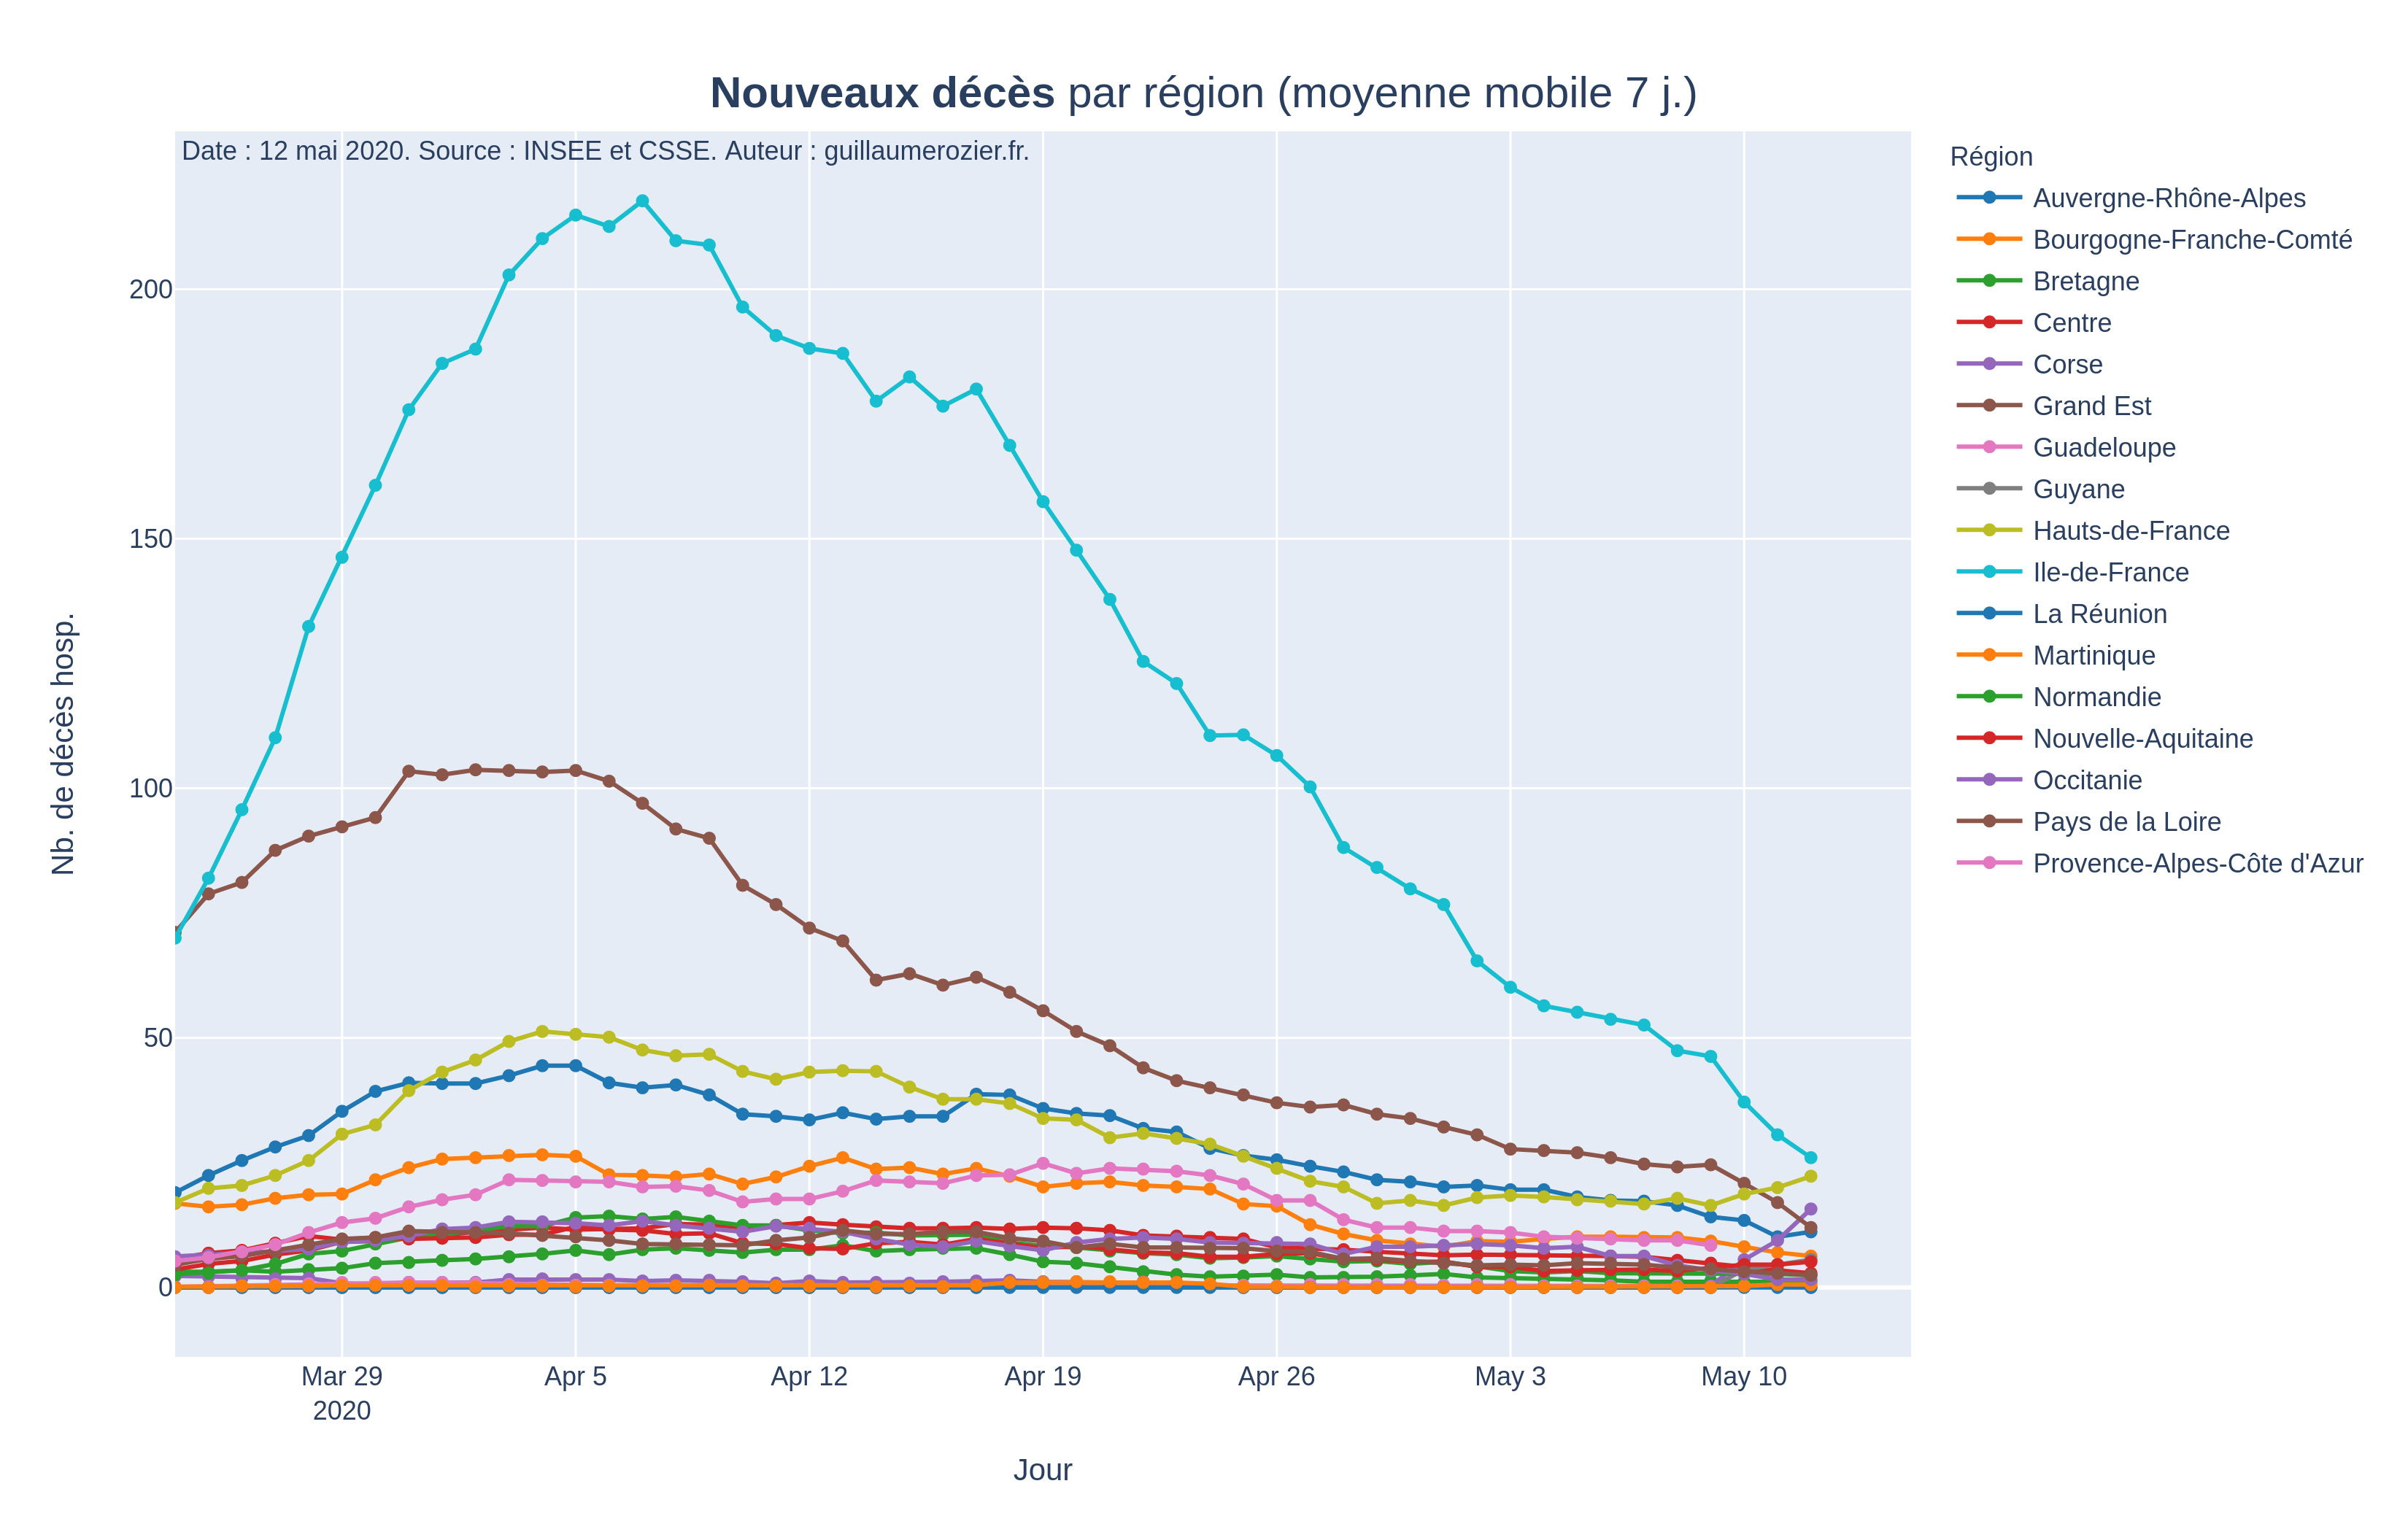 Nouveaux décès par région (moyenne mobile 7 j.)
Date : 12 mai 2020. Source : INSEE et CSSE. Auteur : guillaumerozier.fr.
Nb. de décès hosp.
200
150
100
50
0
Mar 29
2020
Apr 5
Apr 12
Apr 19
Apr 26
May 3
May 10
Jour
Région
Auvergne-Rhône-Alpes
Bourgogne-Franche-Comté
Bretagne
Centre
Corse
Grand Est
Guadeloupe
Guyane
Hauts-de-France
Ile-de-France
La Réunion
Martinique
Normandie
Nouvelle-Aquitaine
Occitanie
Pays de la Loire
Provence-Alpes-Côte d'Azur